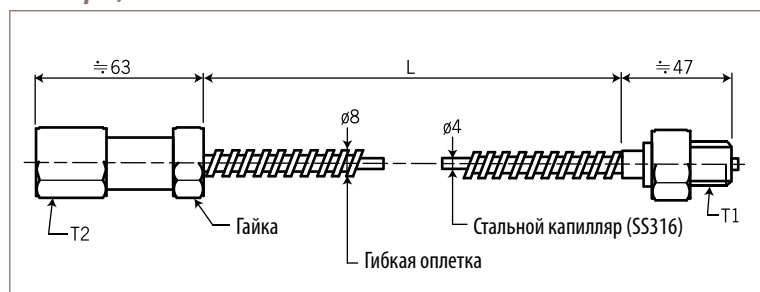 ≒63
L
≒47
ø8
ø4
T2
Гайка
Стальной капилляр (SS316)
T1
Гибкая оплетка